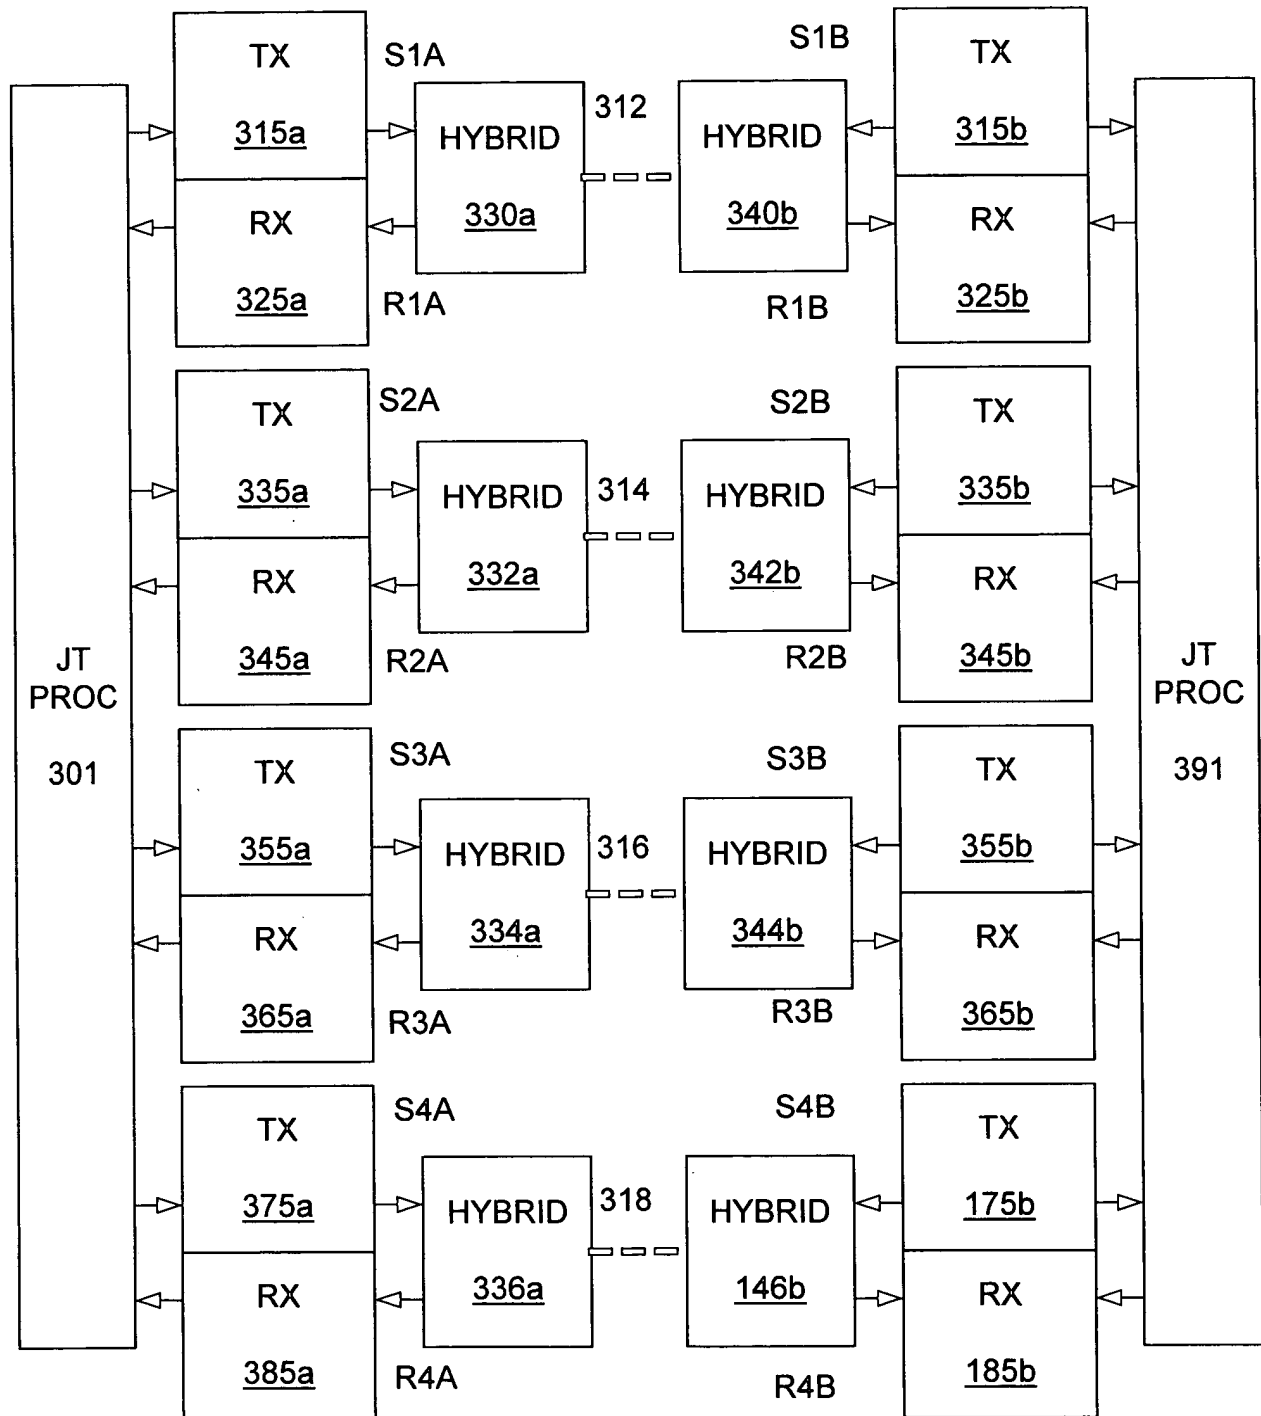 TX
315a
RX
325a
S1A
R1A
HYBRID
330a
312
HYBRID
340b
S1B
R1B
TX
315b
RX
325b
TX
335a
RX
345a
S2A
R2A
HYBRID
332a
314
HYBRID
342b
S2B
R2B
TX
335b
RX
345b
JT
PROC
301
JT
PROC
391
TX
355a
RX
365a
S3A
R3A
HYBRID
334a
316
HYBRID
344b
S3B
R3B
TX
355b
RX
365b
TX
375a
RX
385a
S4A
R4A
HYBRID
336a
318
HYBRID
146b
S4B
R4B
TX
175b
RX
185b